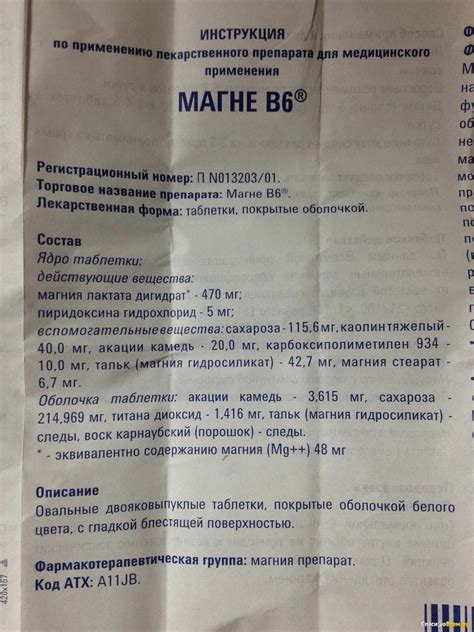 ИНСТРУКЦИЯ
по применению лекарственного препарата для медицинского
применения
МАГНЕ В6®
Регистрационный номер: П N013203/01.
Торговое название препарата: Магне В6®.
Лекарственная форма: таблетки, покрытые оболочкой.
Состав
Ядро таблетки:
действующие вещества:
магния лактата дигидрат* - 470 мг;
пиридоксина гидрохлорид - 5 мг;
вспомогательные вещества: сахароза - 115,6 мг, каолин тяжелый -
40,0 мг, акации камедь - 20,0 мг, карбоксиполиметилен 934 -
10,0 мг, тальк (магния гидросиликат) - 42,7 мг, магния стеарат -
6,7 мг.
Оболочка таблетки: акации камедь - 3,615 мг, сахароза -
214,969 мг, титана диоксид - 1,416 мг, тальк (магния гидросиликат) -
следы, воск карнаубский (порошок) - следы.
* - эквивалентно содержанию магния (Mg++) 48 мг
Описание
Овальные двояковыпуклые таблетки, покрытые оболочкой белого
цвета, с гладкой блестящей поверхностью.
Фармакотерапевтическая группа: магния препарат.
Код АТХ: A11JB.
420x157